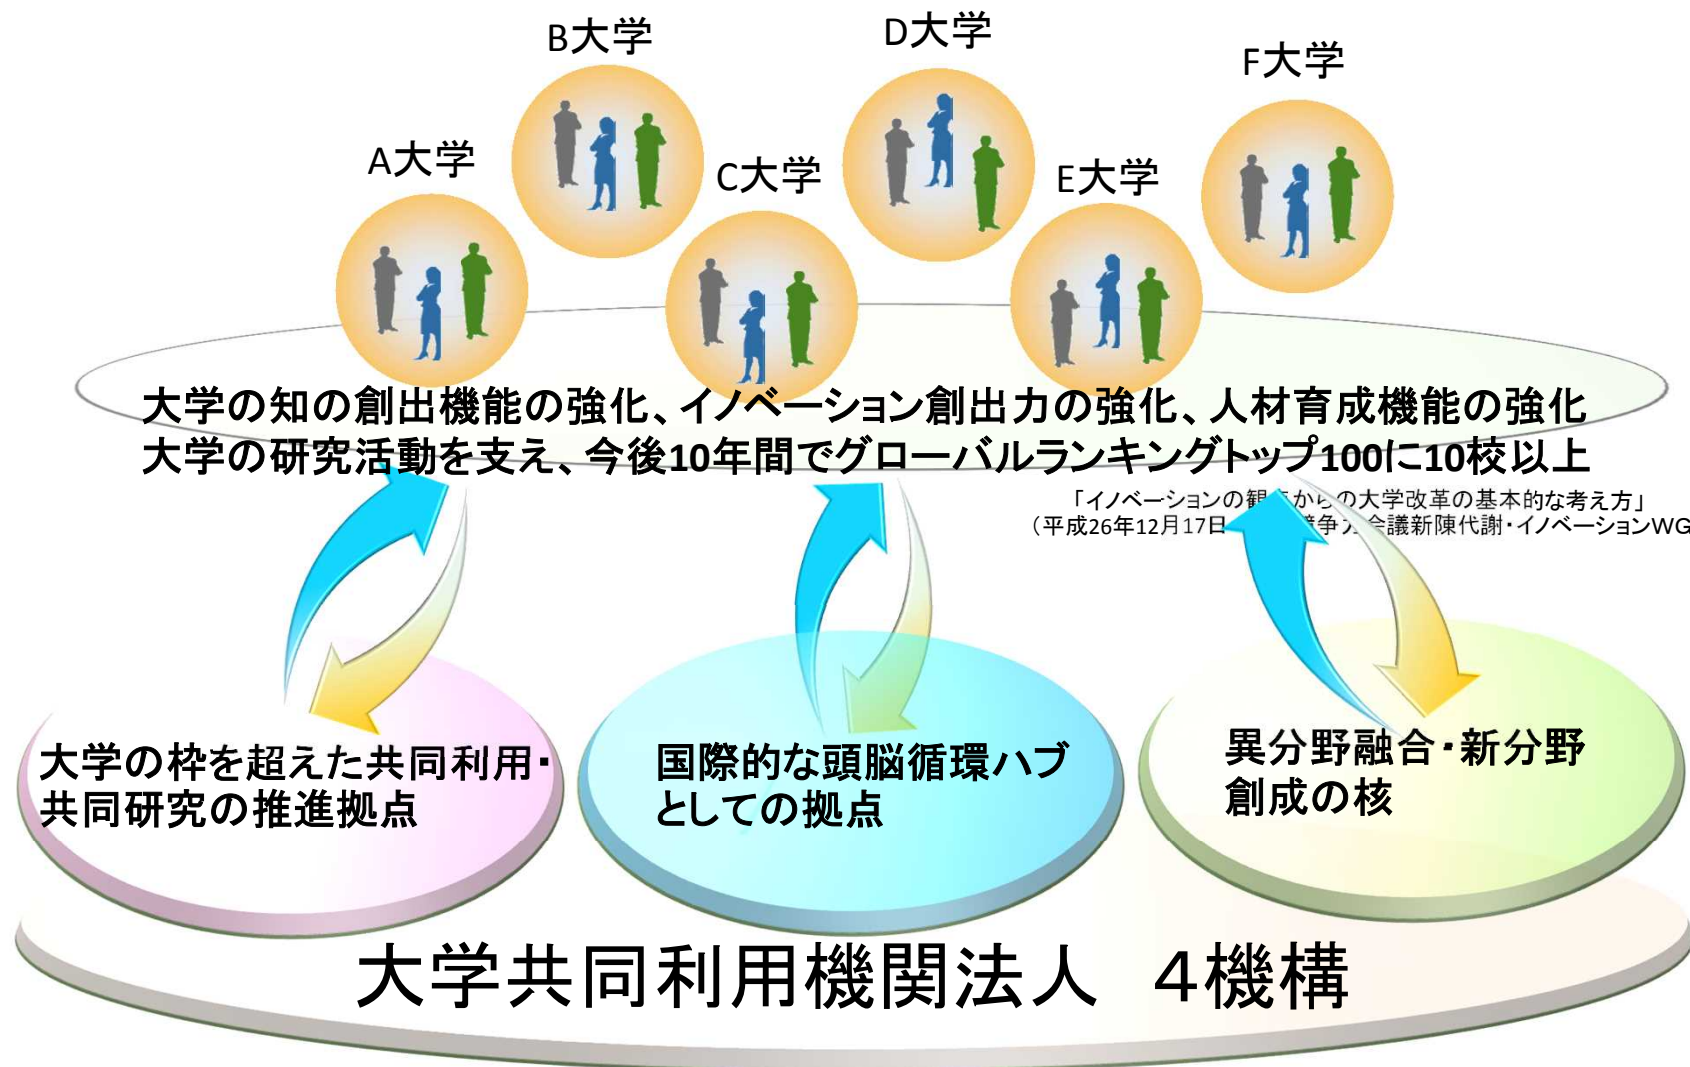 B大学
D大学
F大学
A大学
C大学
E大学
大学の知の創出機能の強化、イノベーション創出力の強化、人材育成機能の強化
大学の研究活動を支え、今後10年間でグローバルランキングトップ100に10校以上
「イノベーションの観からの大学改革の基本的な考え方」
（平成26年12月17日 争力会議新陳代謝・イノベーションWG
大学の枠を超えた共同利用・
共同研究の推進拠点
国際的な頭脳循環ハブ
としての拠点
異分野融合・新分野
創成の核
大学共同利用機関法人　４機構